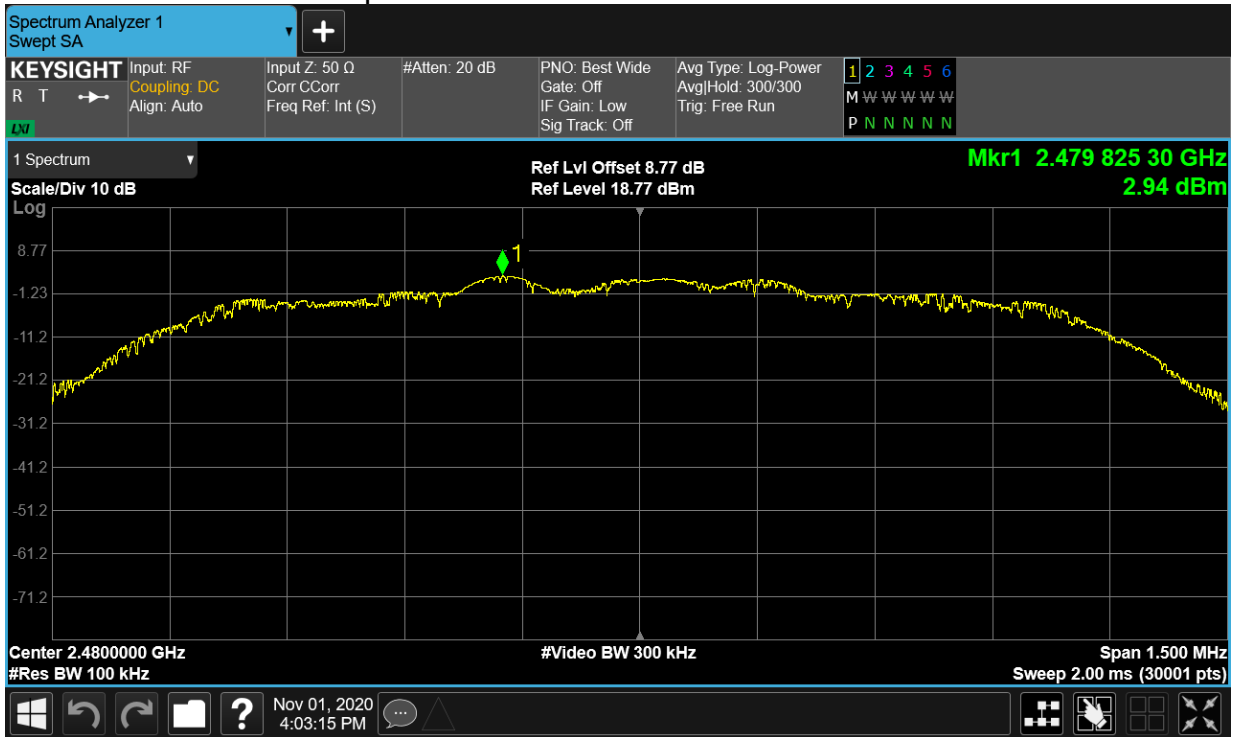 Spectrum Analyzer 1
Swept SA
KEYSIGHT
R T
LXI
Input: RF
Coupling: DC
Align: Auto
Input Z: 50 Ω
Corr CCorr
Freq Ref: Int (S)
#Atten: 20 dB
PNO: Best Wide
Gate: Off
IF Gain: Low
Sig Track: Off
Avg Type: Log-Power
Avg|Hold: 300/300
Trig: Free Run
1 2 3 4 5 6
M W W W W W
P N N N N N
1 Spectrum
Scale/Div 10 dB
Log
Ref Lvl Offset 8.77 dB
Ref Level 18.77 dBm
Mkr1 2.479 825 30 GHz
2.94 dBm
1
8.77
-1.23
-11.2
-21.2
-31.2
-41.2
-51.2
-61.2
-71.2
Center 2.4800000 GHz
#Res BW 100 kHz
#Video BW 300 kHz
Span 1.500 MHz
Sweep 2.00 ms (30001 pts)
?
Nov 01, 2020
4:03:15 PM